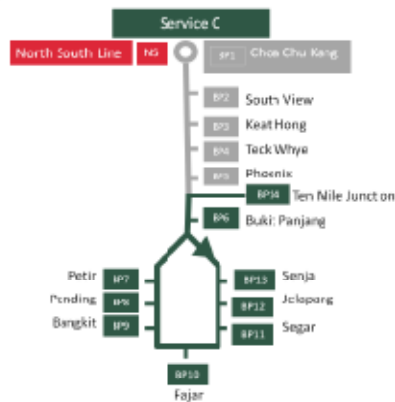 Service C
North South Line NS BP1 Choa Chu Kang
BP2 South View
BP3 Keat Hong
BP4 Teck Whye
BP5 Phoenix
BP14 Ten Mile Junction
BP6 Bukit Panjang
Petir BP7 BP13 Senja
Pending BP8 BP12 Jelapang
Bangkit BP9 BP11 Segar
BP10
Fajar